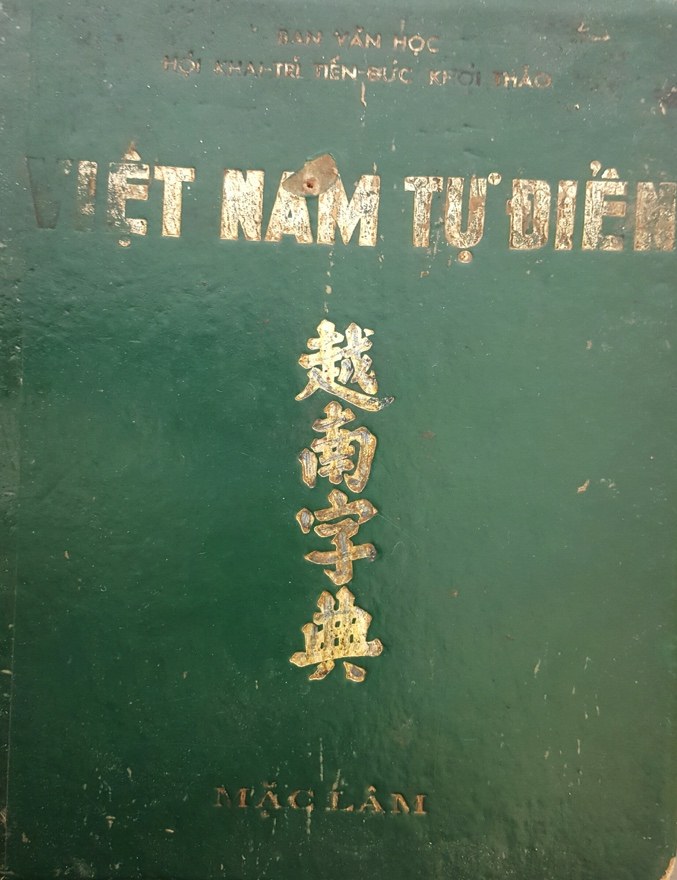 BAN VĂN HỌC
HỘI KHAI-TRÍ TIẾN-ĐỨC KHỞI THẢO
VIỆT NAM TỰ ĐIỂN
越南字典
MẶC LÂM